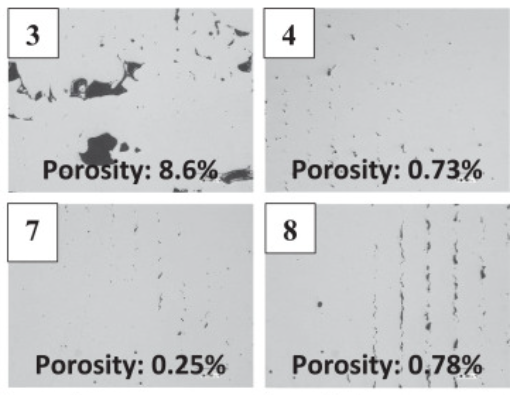 3
4
Porosity: 8.6%
Porosity: 0.73%
7
8
Porosity: 0.25%
Porosity: 0.78%